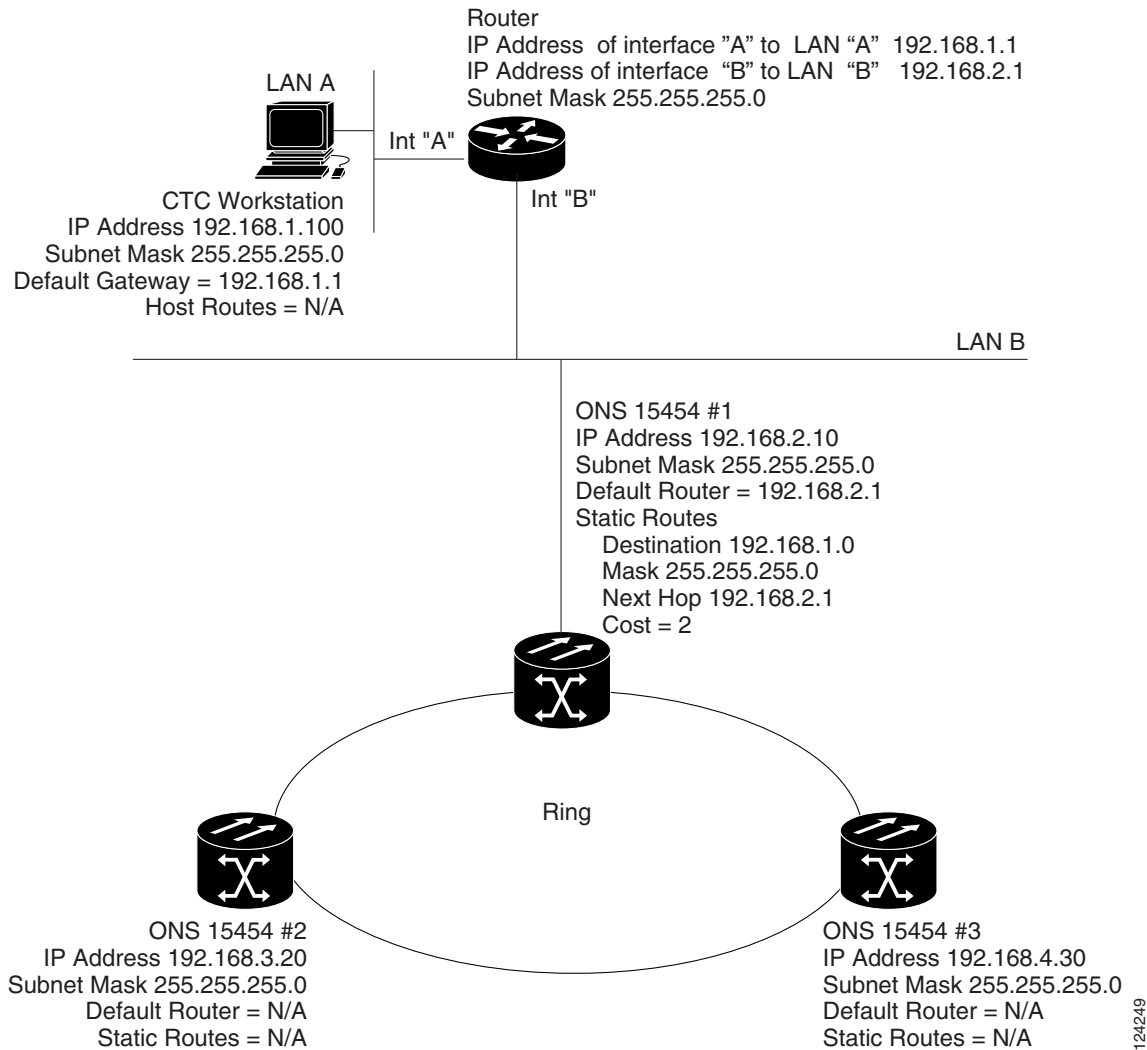 Router
IP Address of interface ”A” to LAN “A” 192.168.1.1
IP Address of interface “B” to LAN “B” 192.168.2.1
Subnet Mask 255.255.255.0
LAN A
Int "A"
Int "B"
CTC Workstation
IP Address 192.168.1.100
Subnet Mask 255.255.255.0
Default Gateway = 192.168.1.1
Host Routes = N/A
LAN B
ONS 15454 #1
IP Address 192.168.2.10
Subnet Mask 255.255.255.0
Default Router = 192.168.2.1
Static Routes
Destination 192.168.1.0
Mask 255.255.255.0
Next Hop 192.168.2.1
Cost = 2
Ring
ONS 15454 #2
IP Address 192.168.3.20
Subnet Mask 255.255.255.0
Default Router = N/A
Static Routes = N/A
ONS 15454 #3
IP Address 192.168.4.30
Subnet Mask 255.255.255.0
Default Router = N/A
Static Routes = N/A
124249